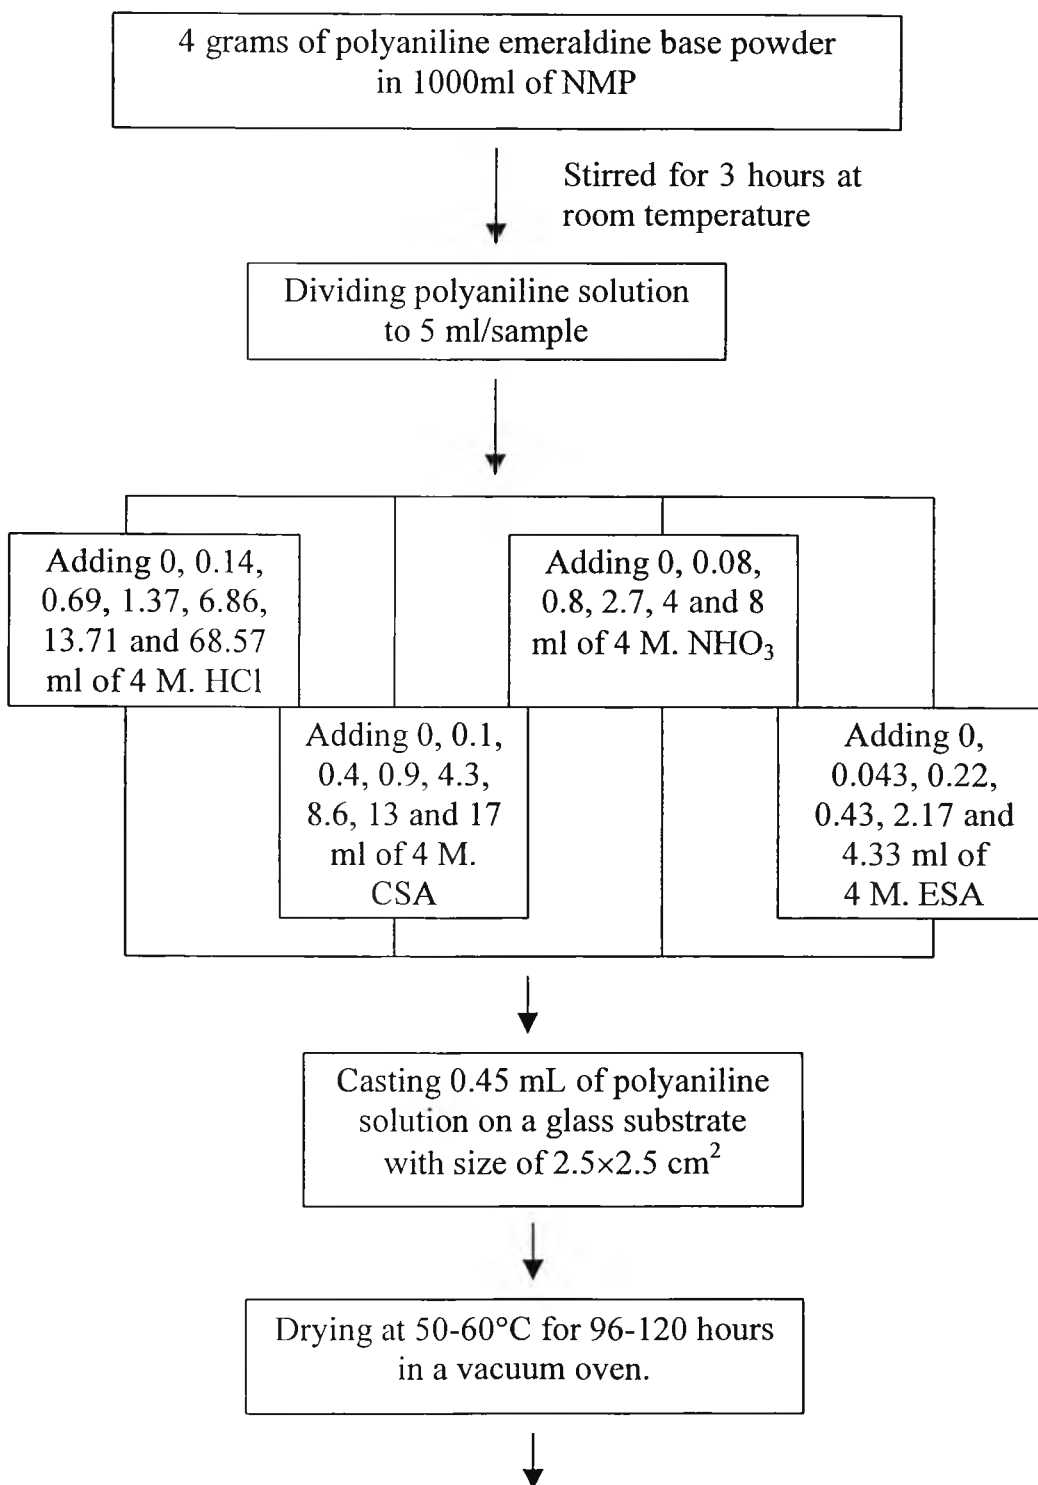 4 grams of polyaniline emeraldine base powder
in 1000ml of NMP
Stirred for 3 hours at
room temperature
Dividing polyaniline solution
to 5 ml/sample
Adding 0, 0.14,
0.69, 1.37, 6.86,
13.71 and 68.57
ml of 4 M. HCl
Adding 0, 0.1,
0.4, 0.9, 4.3,
8.6, 13 and 17
ml of 4 M.
CSA
Adding 0, 0.08,
0.8, 2.7, 4 and 8
ml of 4 M. NHO₃
Adding 0,
0.043, 0.22,
0.43, 2.17 and
4.33 ml of
4 M. ESA
Casting 0.45 mL of polyaniline
solution on a glass substrate
with size of 2.5×2.5 cm²
Drying at 50-60°C for 96-120 hours
in a vacuum oven.